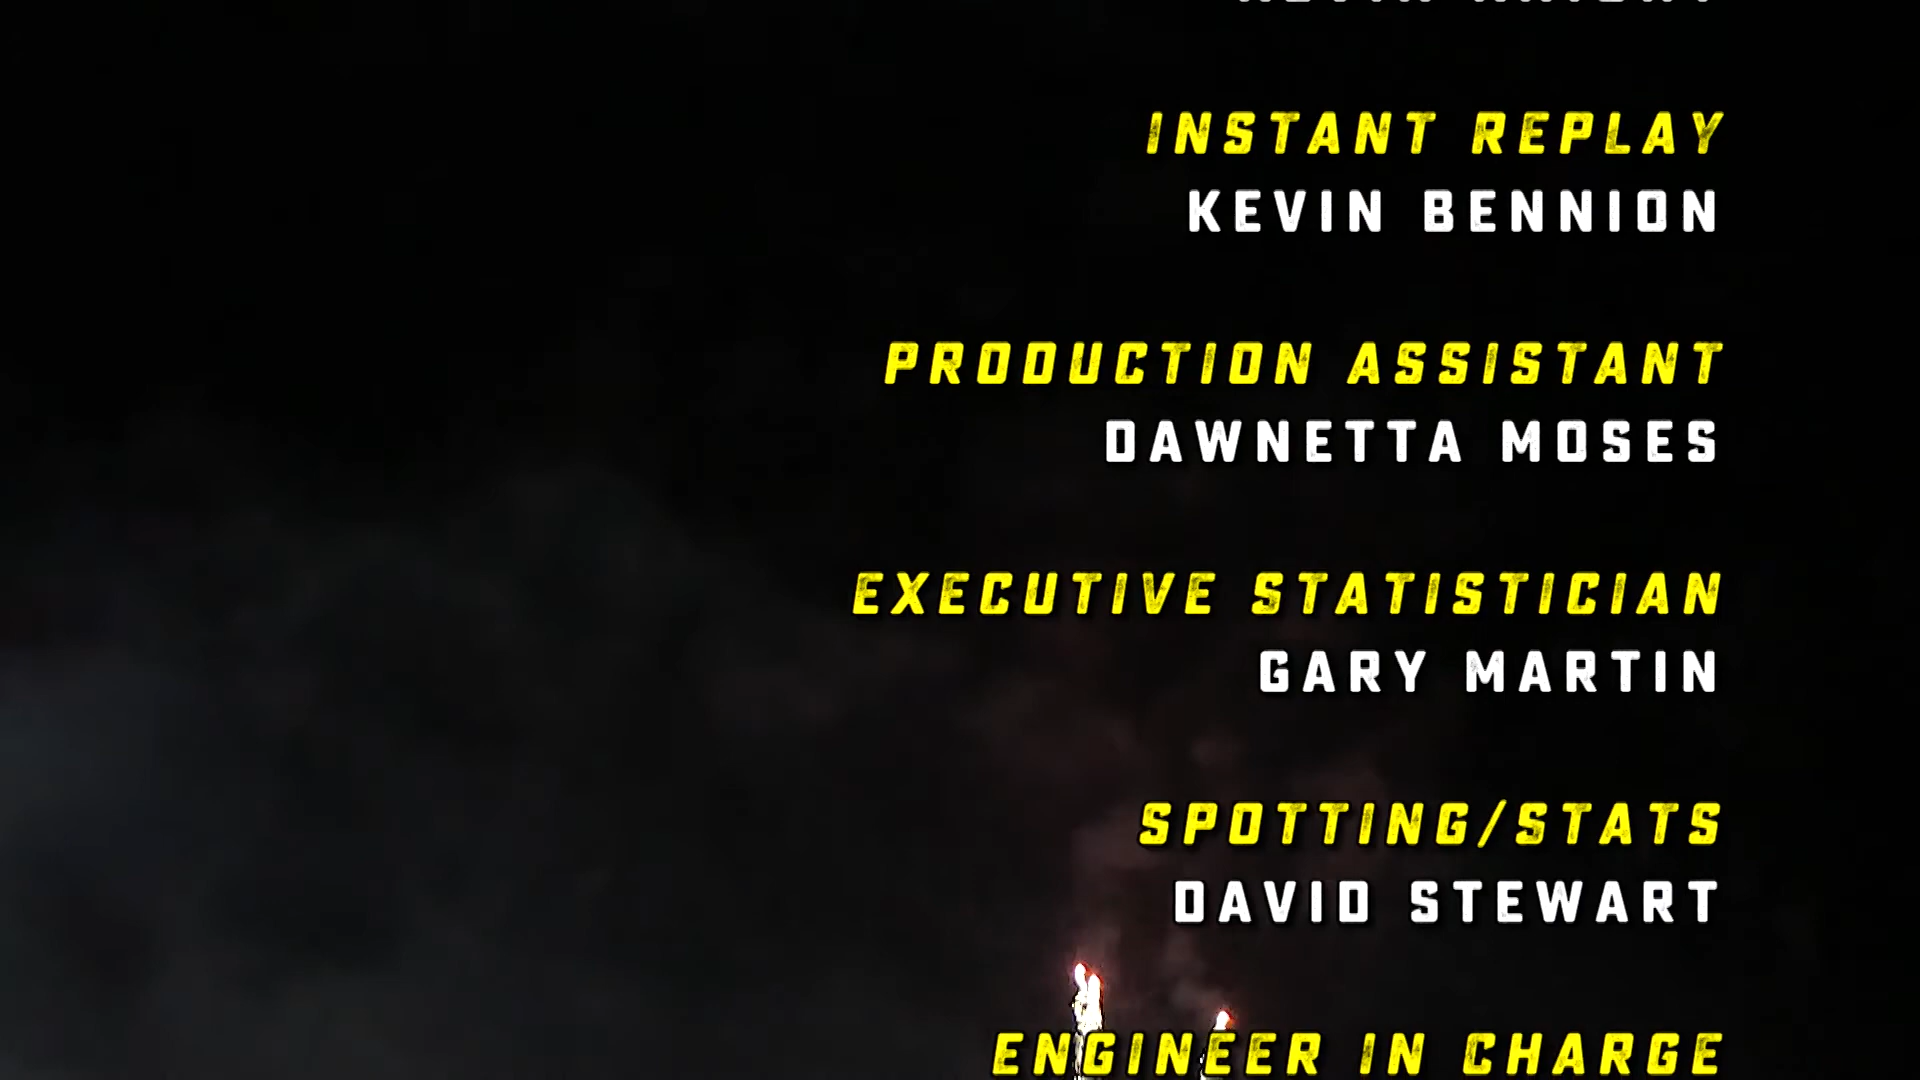 INSTANT REPLAY
KEVIN BENNION
PRODUCTION ASSISTANT
DAWNETTA MOSES
EXECUTIVE STATISTICIAN
GARY MARTIN
SPOTTING/STATS
DAVID STEWART
ENGINEER IN CHARGE